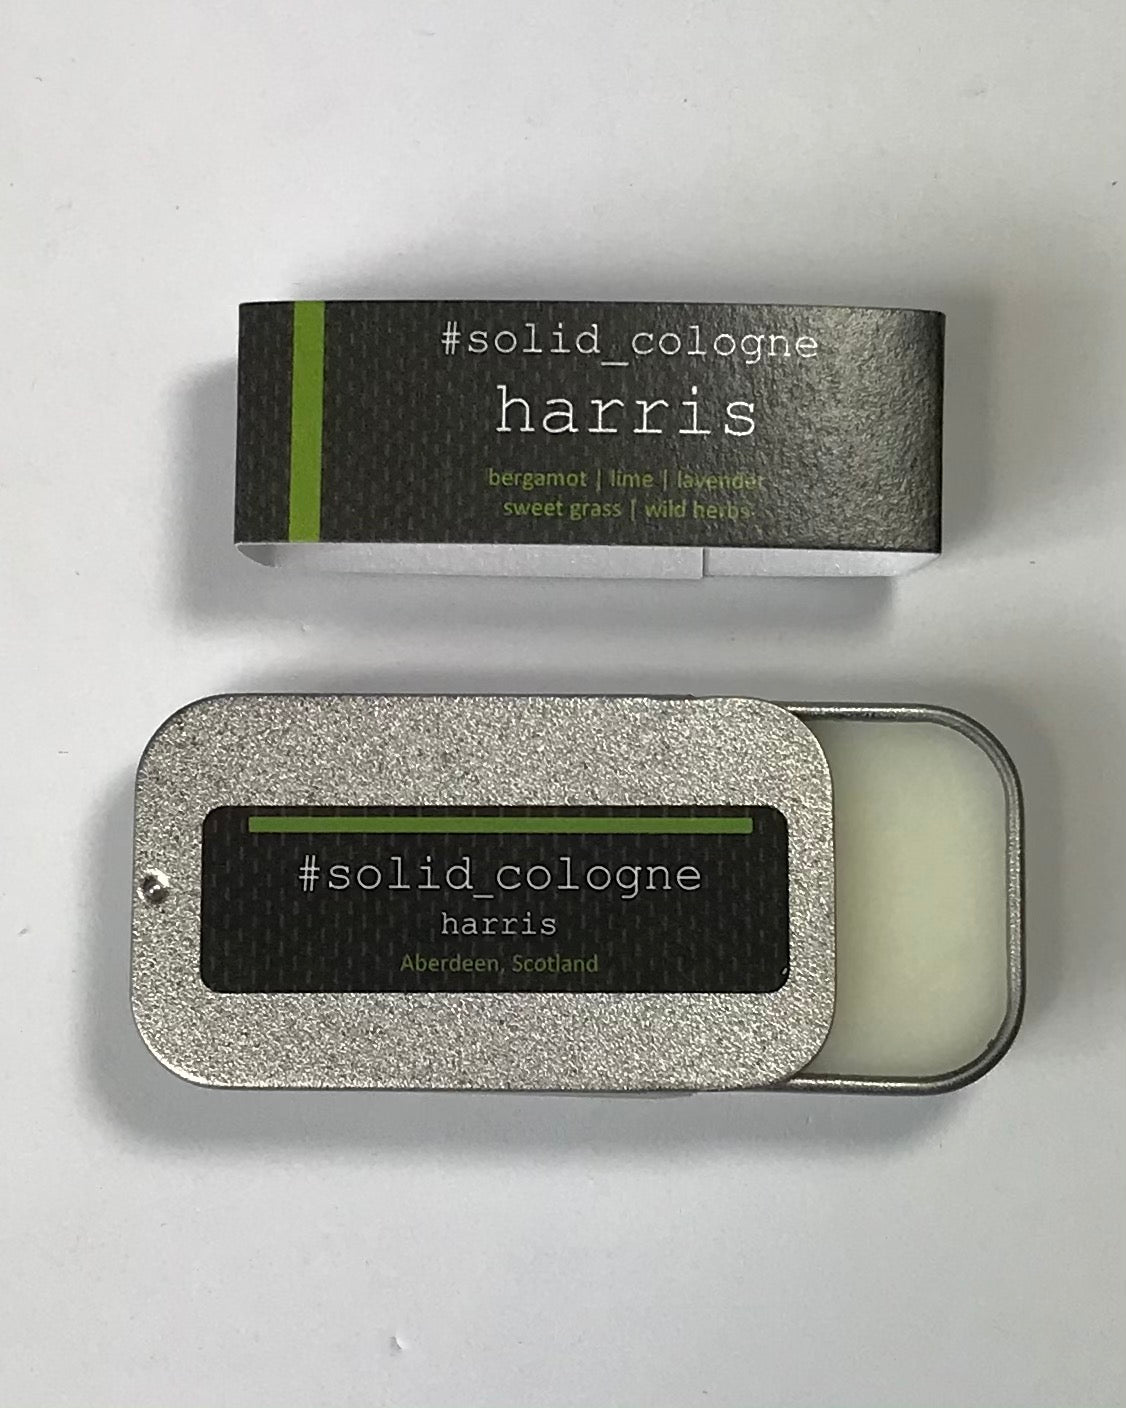 #solid_cologne
harris
bergamot | lime | lavender
sweet grass | wild herbs
#solid_cologne
harris
Aberdeen, Scotland